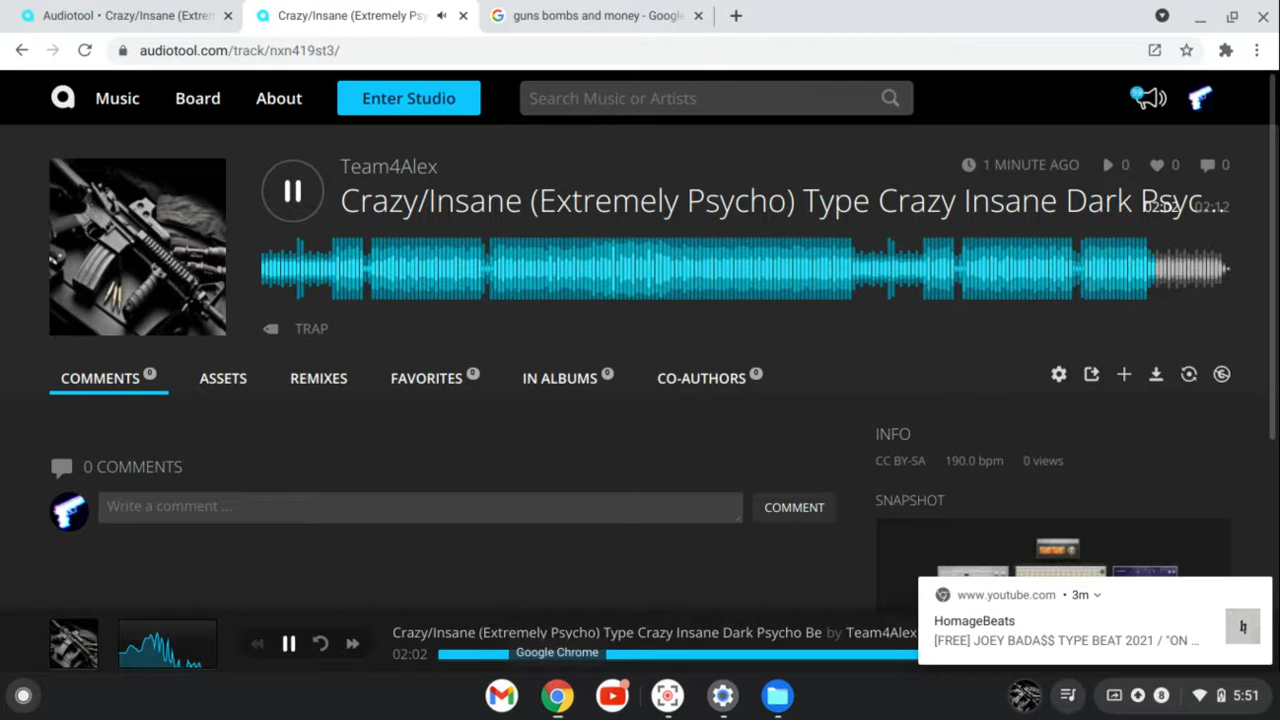 Audiotool • Crazy/Insane (Extrem
Crazy/Insane (Extremely Psy
guns bombs and money - Google
audiotool.com/track/nxn419st3/
Music
Board
About
Enter Studio
Search Music or Artists
Team4Alex
1 MINUTE AGO
0
0
0
Crazy/Insane (Extremely Psycho) Type Crazy Insane Dark Psyc...
02:02
02:12
TRAP
COMMENTS 0
ASSETS
REMIXES
FAVORITES 0
IN ALBUMS 0
CO-AUTHORS 0
INFO
CC BY-SA 190.0 bpm 0 views
0 COMMENTS
Write a comment ...
COMMENT
SNAPSHOT
www.youtube.com • 3m
HomageBeats
[FREE] JOEY BADA$$ TYPE BEAT 2021 / "ON ...
Crazy/Insane (Extremely Psycho) Type Crazy Insane Dark Psycho Be by Team4Alex
02:02
Google Chrome
8
5:51